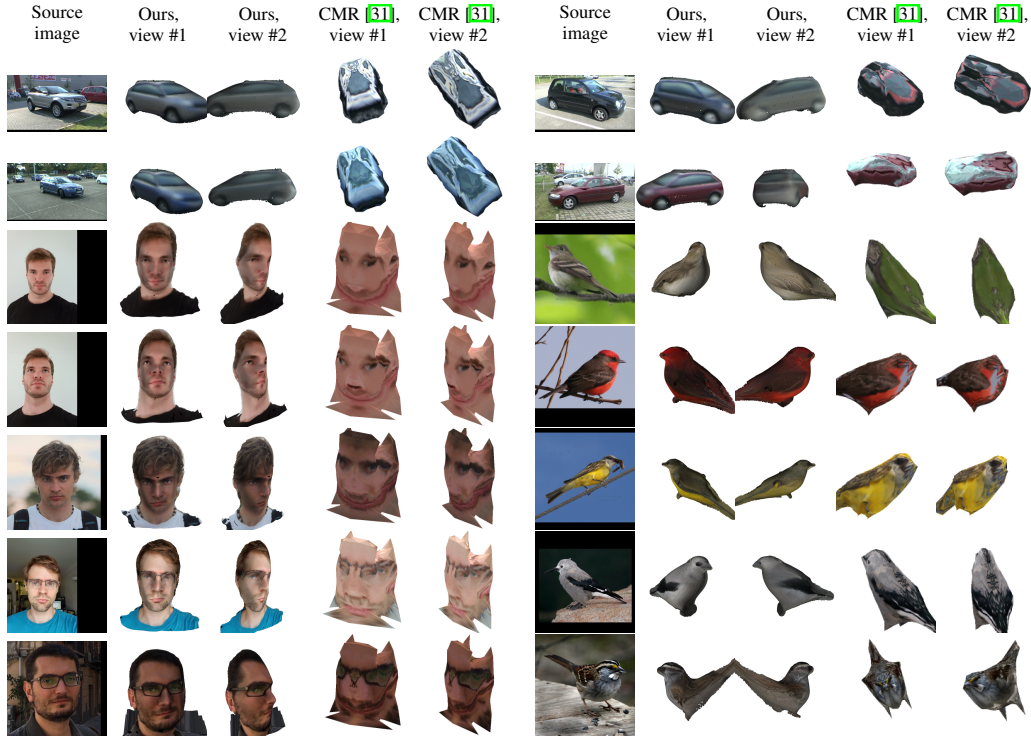 Source image
Ours, view #1
Ours, view #2
CMR [31], view #1
CMR [31], view #2
Source image
Ours, view #1
Ours, view #2
CMR [31], view #1
CMR [31], view #2